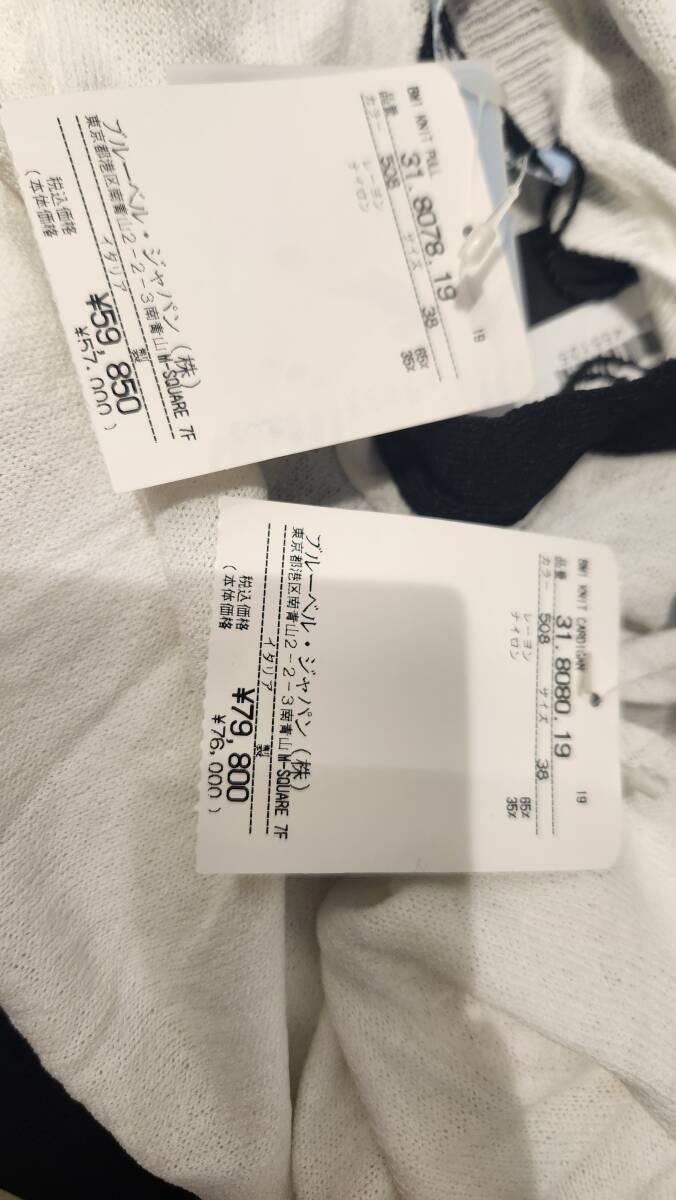 BM1 KNIT PULL 19
品番 31.8078.19
カラー 508 サイズ 38
レーヨン 65%
ナイロン 35%
ブルーベル・ジャパン(株)
東京都港区南青山2-2-3南青山M-SQUARE 7F
イタリア 製
税込価格 ¥59,850
(本体価格 ¥57,000)
BM1 KNIT CARDIGAN 19
品番 31.8080.19
カラー 508 サイズ 38
レーヨン 65%
ナイロン 35%
ブルーベル・ジャパン(株)
東京都港区南青山2-2-3南青山M-SQUARE 7F
イタリア 製
税込価格 ¥79,800
(本体価格 ¥76,000)